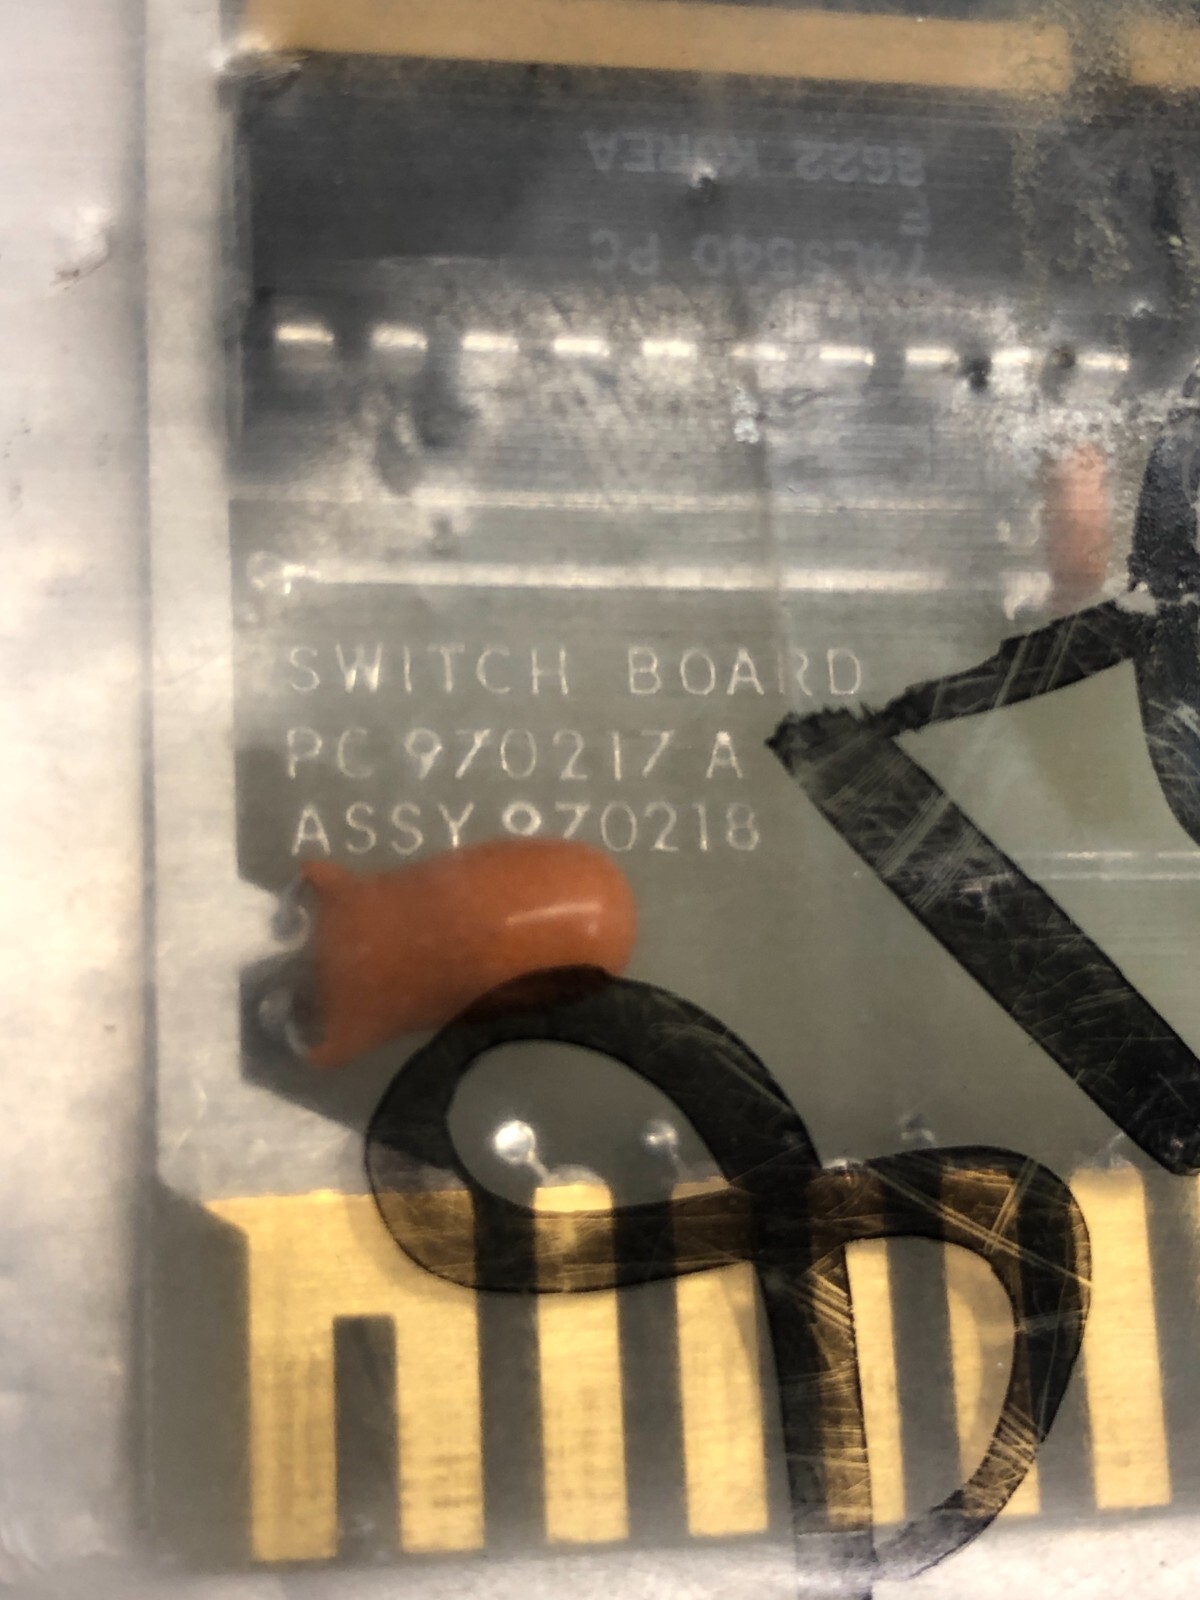 8622 KOREA
F
74LS540 PC
SWITCH BOARD
PC 970217 A
ASSY 970218